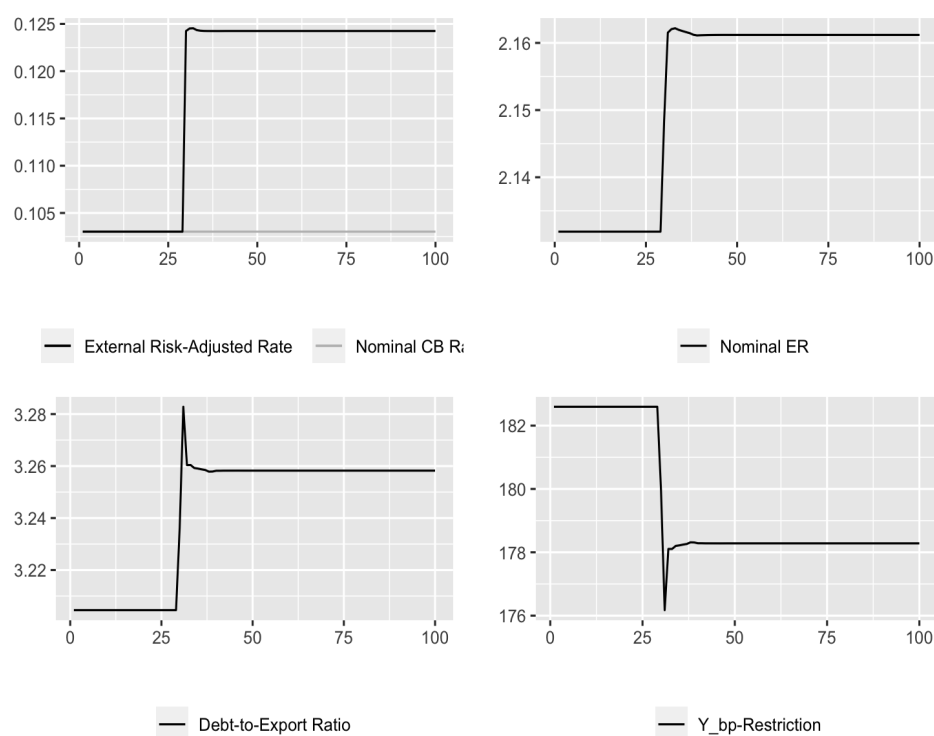 0.125
0.120
0.115
0.110
0.105
0 25 50 75 100
External Risk-Adjusted Rate Nominal CB
2.16
2.15
2.14
0 25 50 75 100
Nominal ER
3.28
3.26
3.24
3.22
0 25 50 75 100
Debt-to-Export Ratio
182
180
178
176
0 25 50 75 100
Y_bp-Restriction